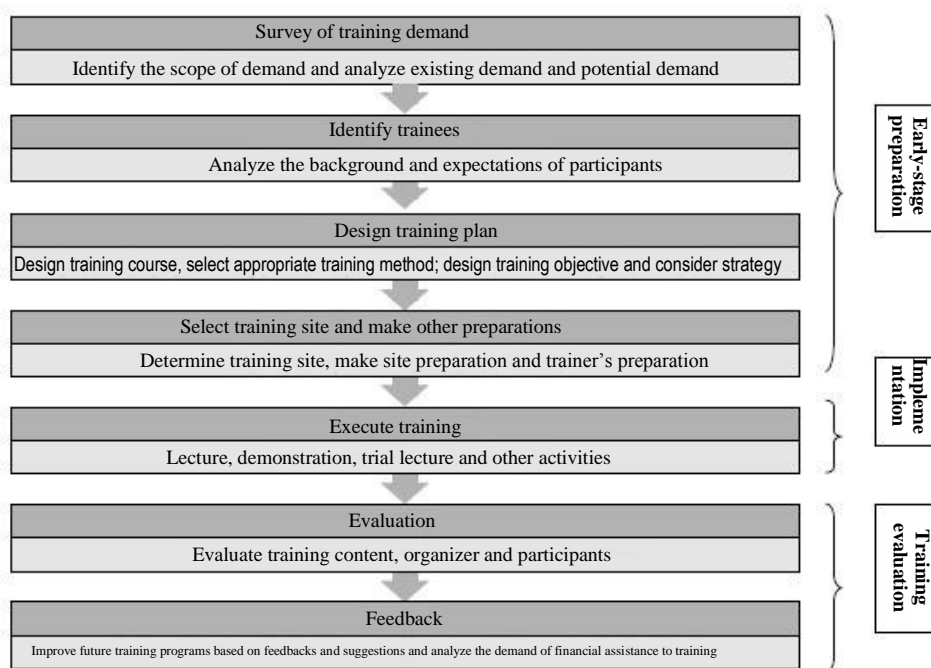 Survey of training demand
Identify the scope of demand and analyze existing demand and potential demand
Identify trainees
Analyze the background and expectations of participants
Design training plan
Design training course, select appropriate training method; design training objective and consider strategy
Select training site and make other preparations
Determine training site, make site preparation and trainer's preparation
Execute training
Lecture, demonstration, trial lecture and other activities
Evaluation
Evaluate training content, organizer and participants
Feedback
Improve future training programs based on feedbacks and suggestions and analyze the demand of financial assistance to training
Early-stage
preparation
Impleme
ntation
Training
evaluation